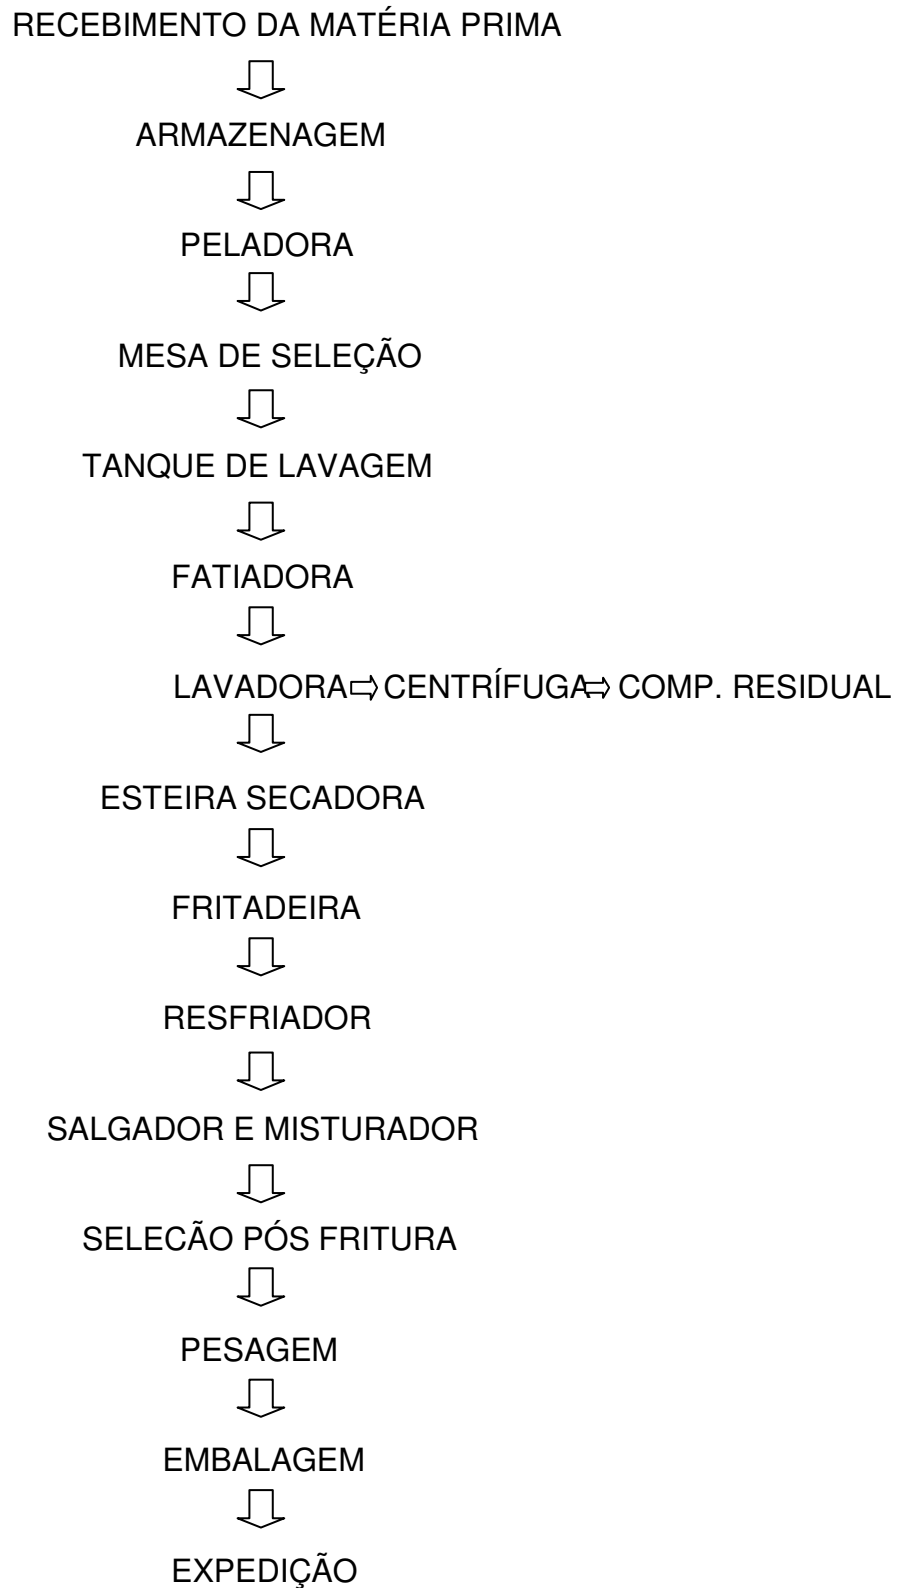 RECEBIMENTO DA MATÉRIA PRIMA
ARMAZENAGEM
PELADORA
MESA DE SELEÇÃO
TANQUE DE LAVAGEM
FATIADORA
LAVADORA CENTRÍFUGA COMP. RESIDUAL
ESTEIRA SECADORA
FRITADEIRA
RESFRIADOR
SALGADOR E MISTURADOR
SELECÃO PÓS FRITURA
PESAGEM
EMBALAGEM
EXPEDIÇÃO